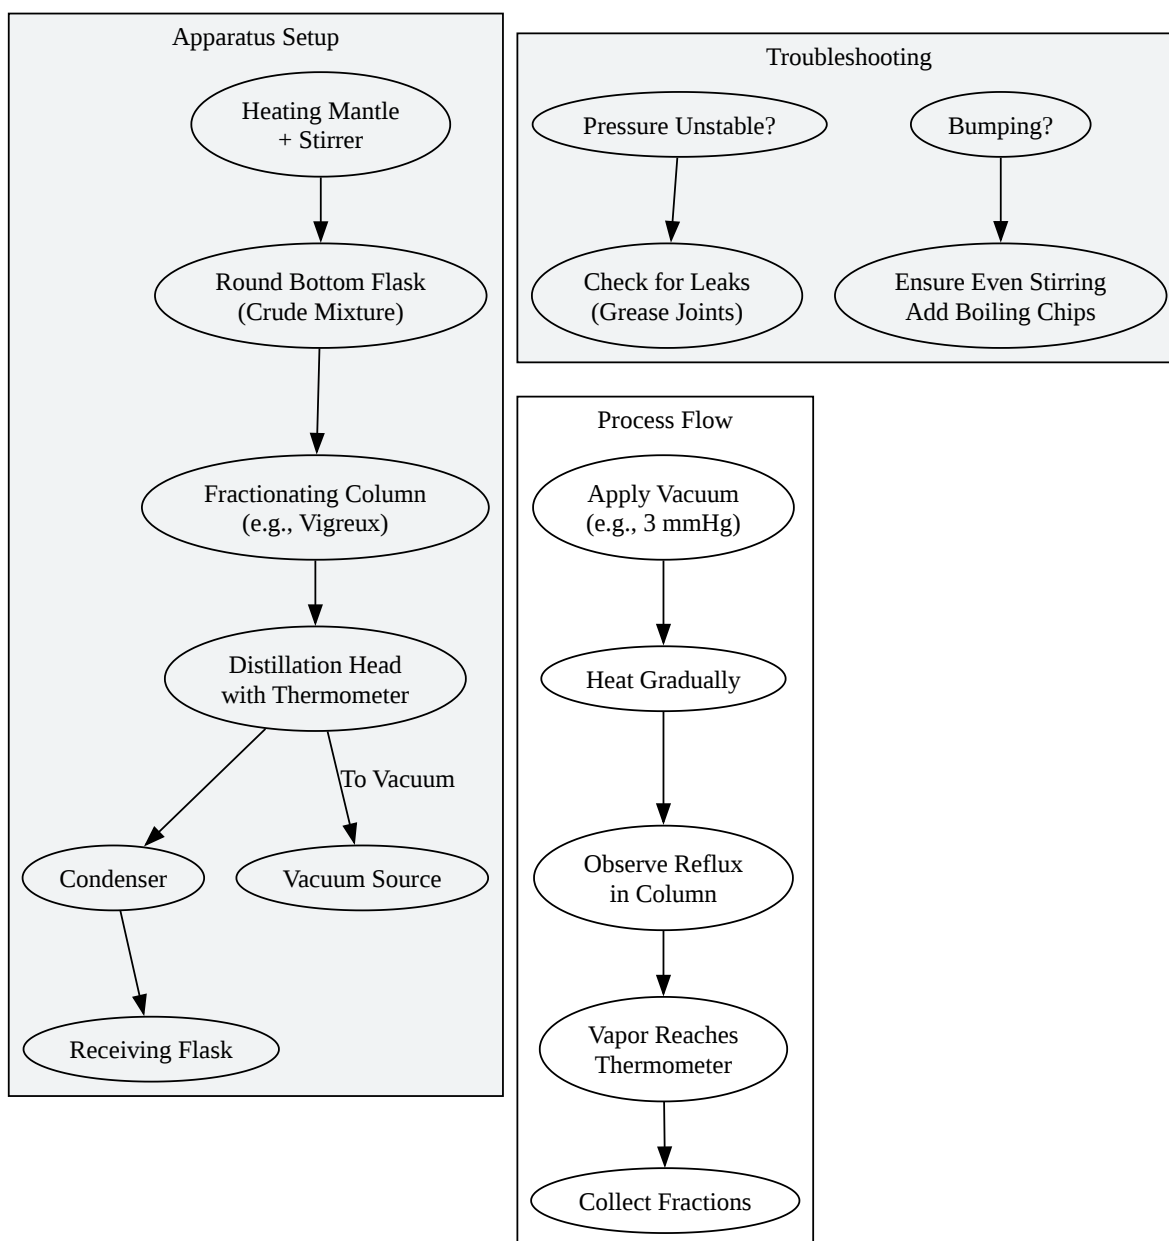 Apparatus Setup
Heating Mantle
+ Stirrer
Round Bottom Flask
(Crude Mixture)
Fractionating Column
(e.g., Vigreux)
Distillation Head
with Thermometer
To Vacuum
Condenser
Vacuum Source
Receiving Flask
Troubleshooting
Pressure Unstable?
Check for Leaks
(Grease Joints)
Bumping?
Ensure Even Stirring
Add Boiling Chips
Process Flow
Apply Vacuum
(e.g., 3 mmHg)
Heat Gradually
Observe Reflux
in Column
Vapor Reaches
Thermometer
Collect Fractions